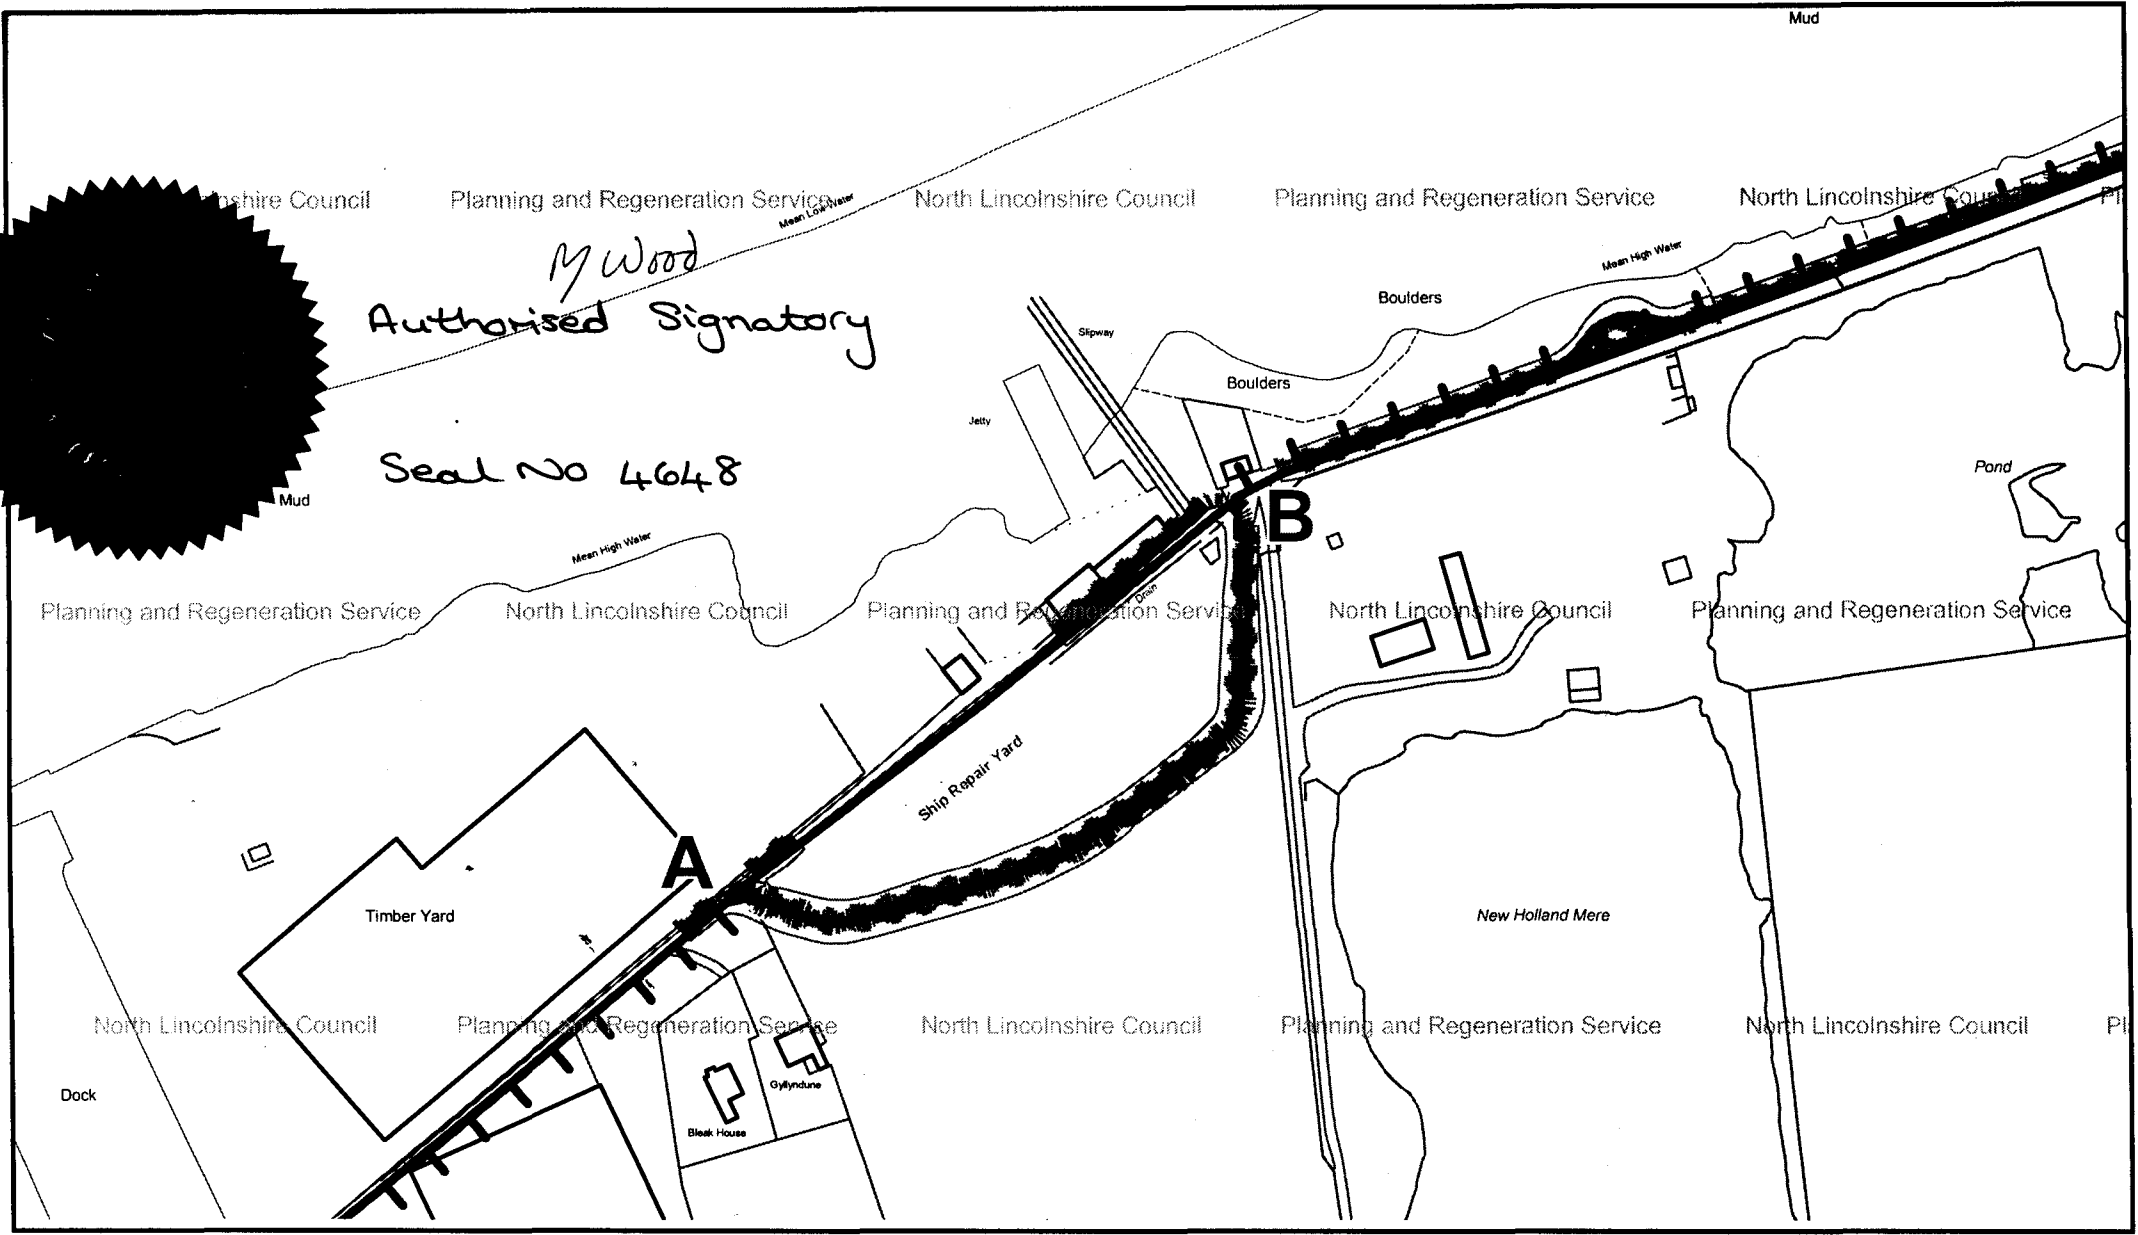 Mud
North Lincolnshire Council Planning and Regeneration Service North Lincolnshire Council Planning and Regeneration Service
nshire Council
Mean Low Water
M Wood
Authorised Signatory
Mean High Water
Boulders
Slipway
Boulders
Jetty
Seal No 4648
Pond
Mud
B
Mean High Water
Drain
Planning and Regeneration Service North Lincolnshire Council Planning and Regeneration Service North Lincolnshire Council Planning and Regeneration Service
Ship Repair Yard
A
Timber Yard
New Holland Mere
North Lincolnshire Council Planning and Regeneration Service North Lincolnshire Council Planning and Regeneration Service North Lincolnshire Council Pl
Gyllyndune
Dock
Bleak House